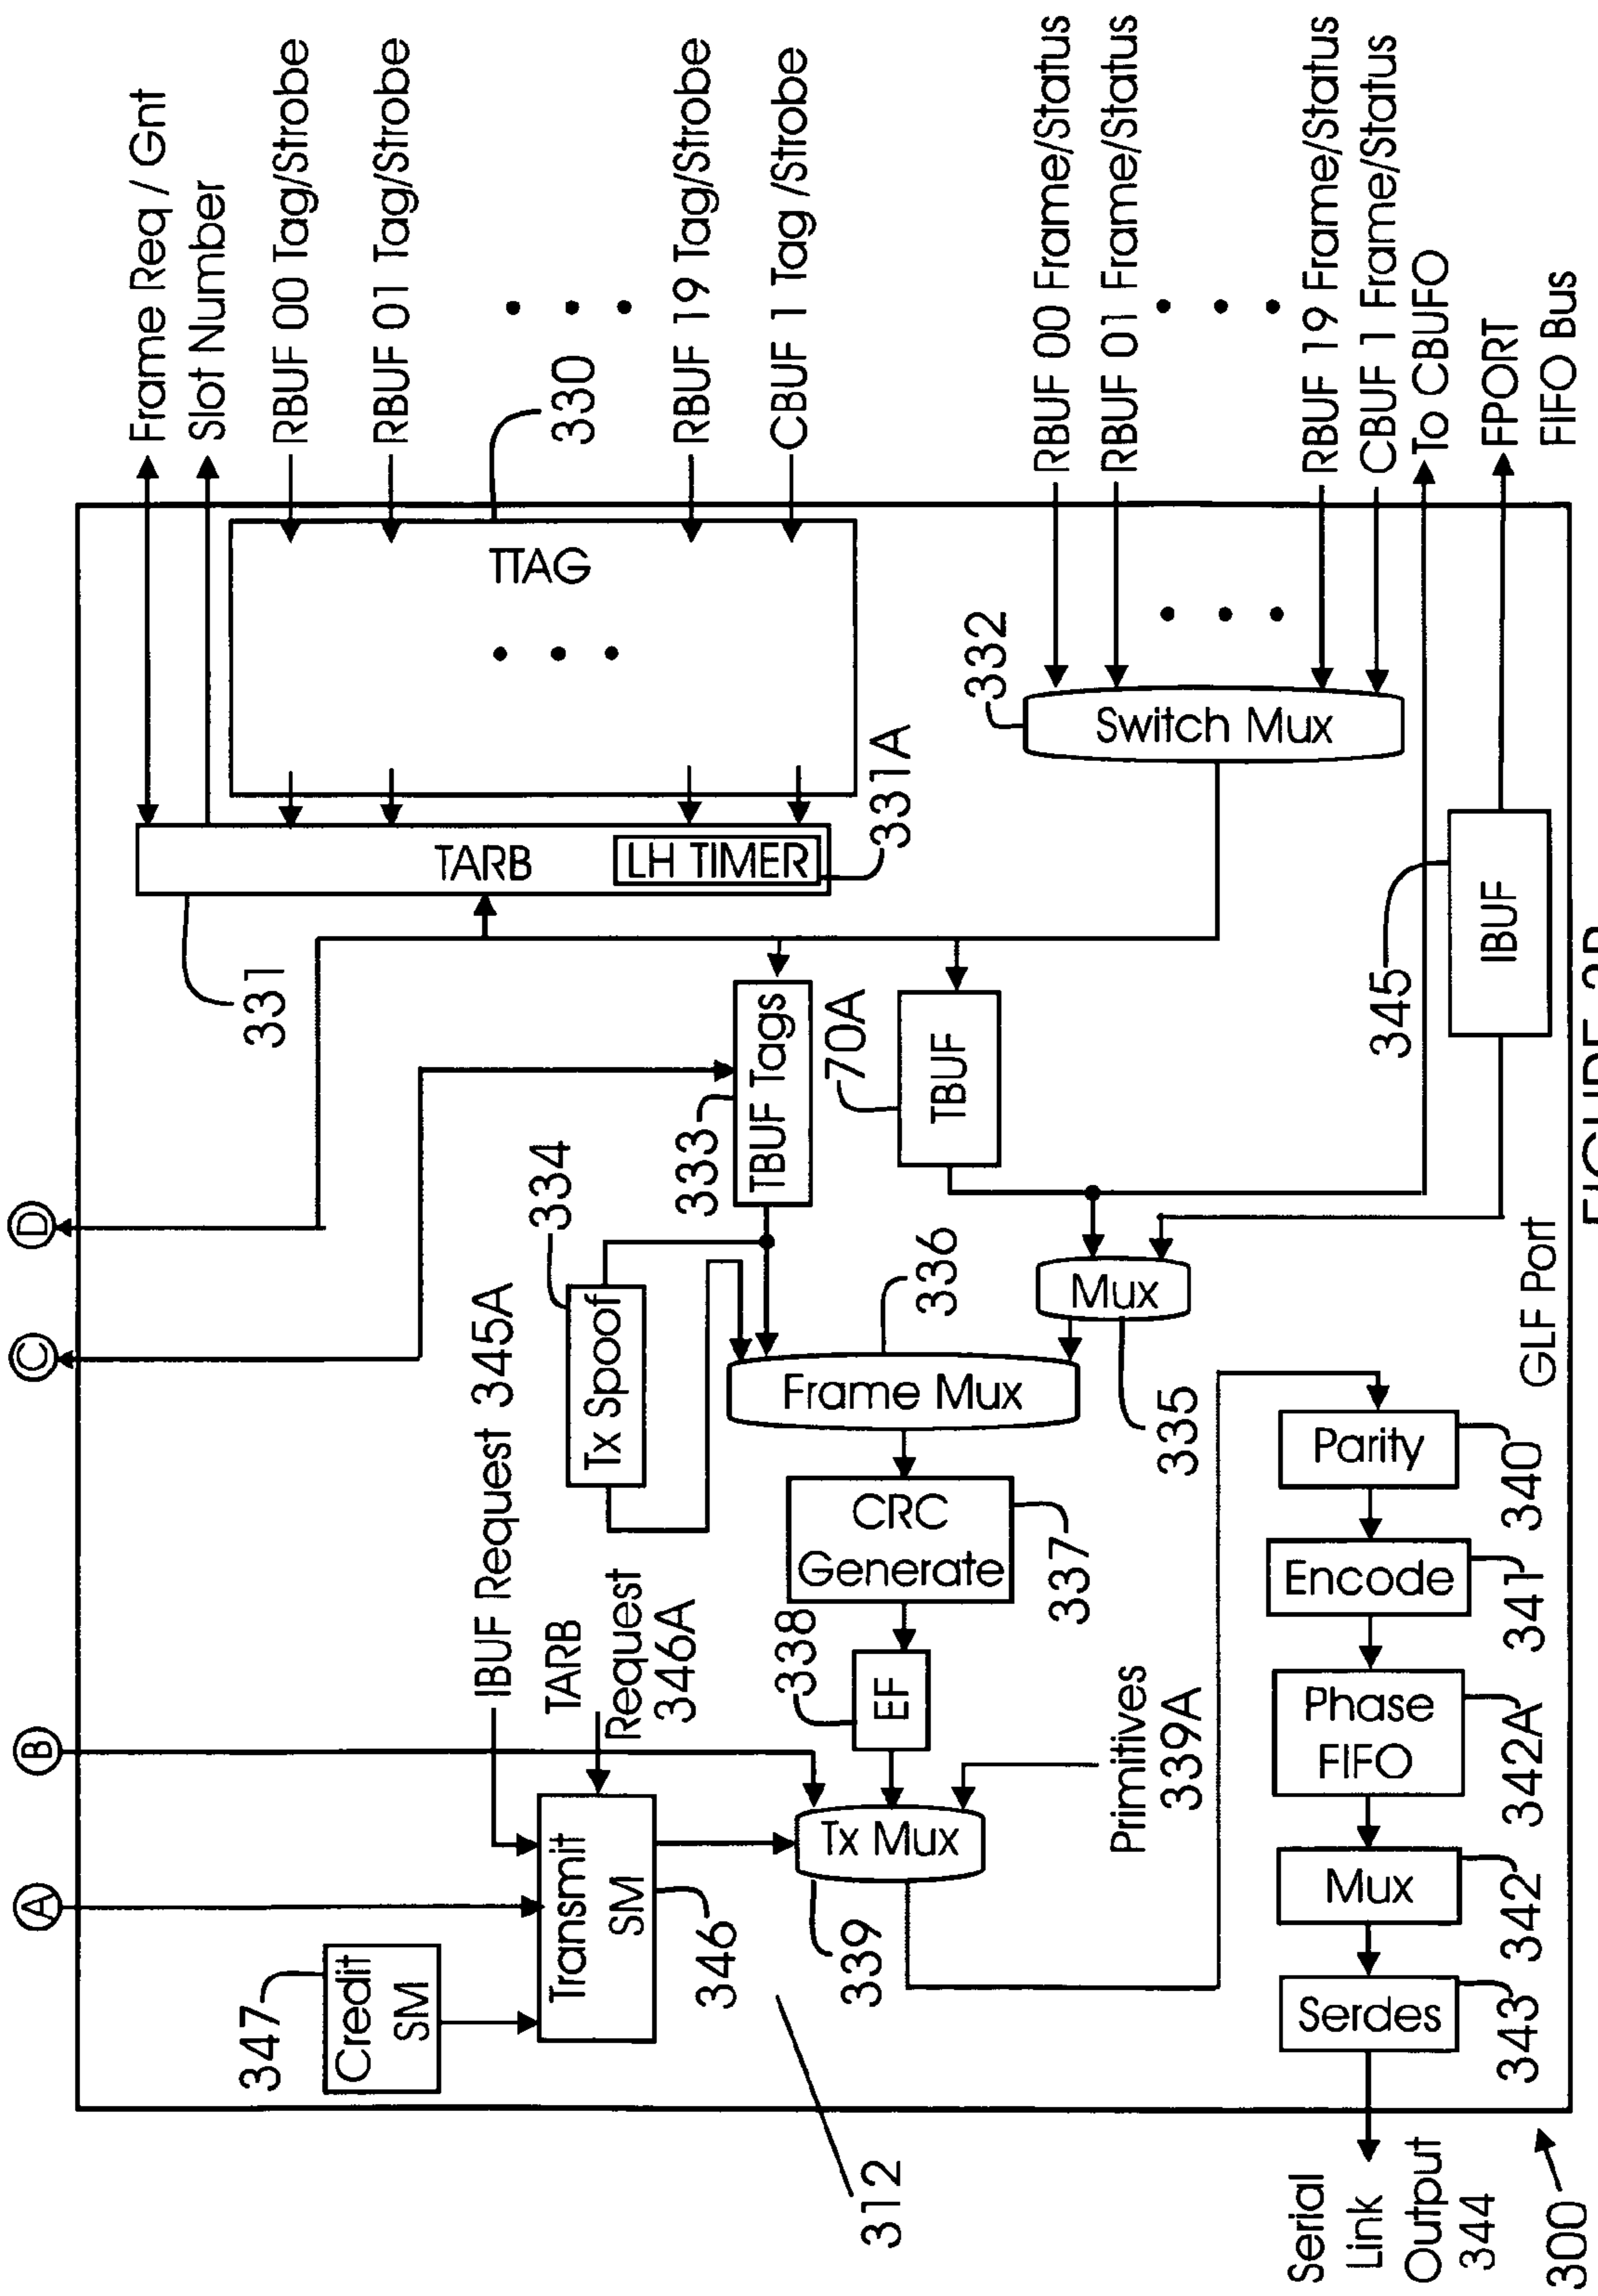 Frame Req / Gnt
Slot Number
RBUF 00 Tag/Strobe
RBUF 01 Tag/Strobe
RBUF 19 Tag/Strobe
CBUF 1 Tag /Strobe
330
TTAG
RBUF 00 Frame/Status
RBUF 01 Frame/Status
RBUF 19 Frame/Status
CBUF 1 Frame/Status
To CBUFO
FPORT
FIFO Bus
332
Switch Mux
TARB
LH TIMER
331A
331
345
IBUF
D
C
B
A
334
Tx Spoof
333
TBUF Tags
70A
TBUF
IBUF Request 345A
TARB
Request
346A
336
Frame Mux
Mux
335
GLF Port
CRC
Generate
337
338
EF
Primitives
339A
Tx Mux
339
Transmit
SM
346
347
Credit
SM
312
Parity
340
Encode
341
Phase
FIFO
342A
Mux
342
Serdes
343
Serial
Link
Output
344
300